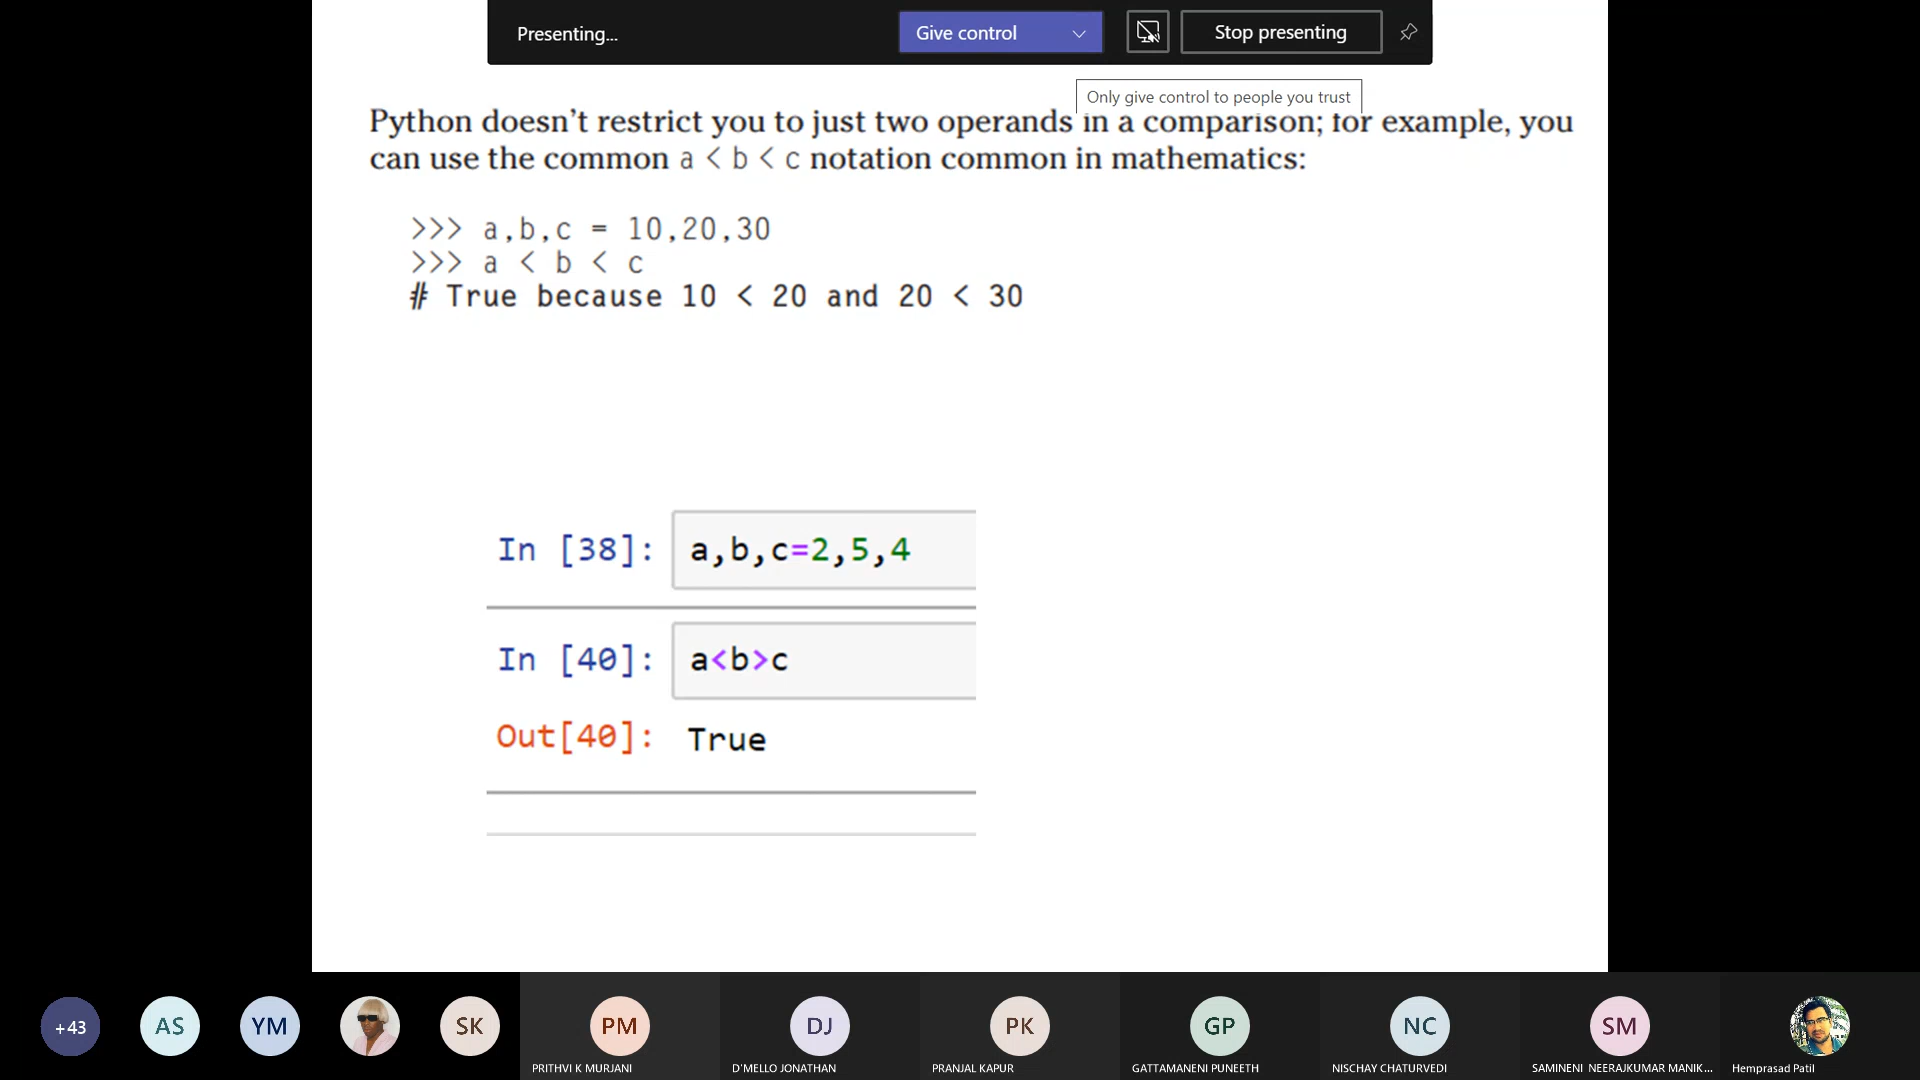 Presenting...
Give control
Stop presenting
Only give control to people you trust
Python doesn't restrict you to just two operands in a comparison; for example, you
can use the common a < b < c notation common in mathematics:
>>> a,b,c = 10,20,30
>>> a < b < c
# True because 10 < 20 and 20 < 30
In [38]: a,b,c=2,5,4
In [40]: a<b>c
Out[40]: True
+43
AS
YM
SK
PM
DJ
PK
GP
NC
SM
PRITHVI K MURJANI
D'MELLO JONATHAN
PRANJAL KAPUR
GATTAMANENI PUNEETH
NISCHAY CHATURVEDI
SAMINENI NEERAJKUMAR MANIK...
Hemprasad Patil